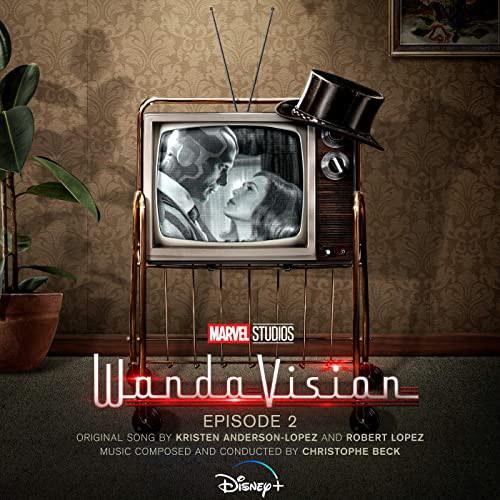 MARVEL STUDIOS
WandaVision
EPISODE 2
ORIGINAL SONG BY KRISTEN ANDERSON-LOPEZ AND ROBERT LOPEZ
MUSIC COMPOSED AND CONDUCTED BY CHRISTOPHE BECK
Disney+